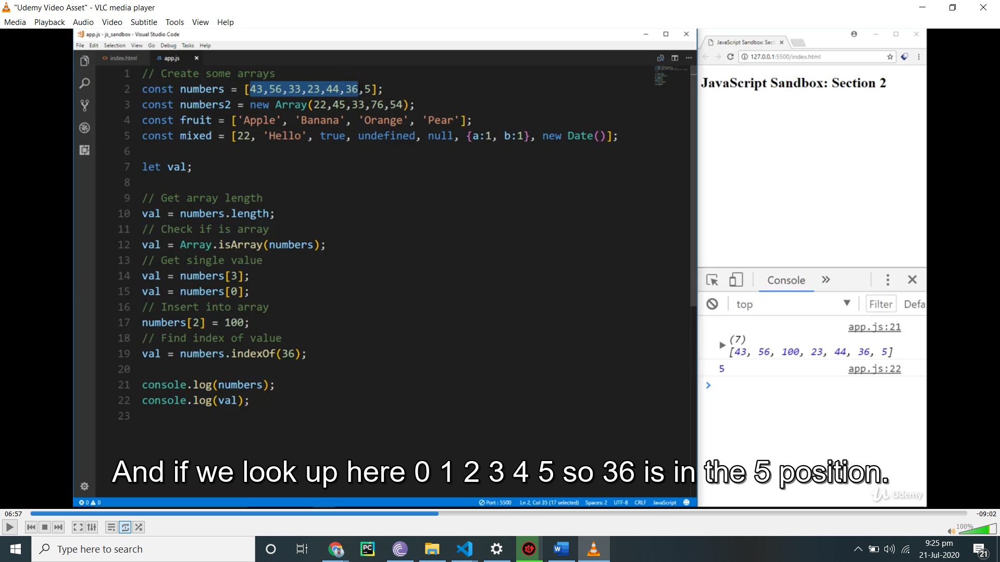 "Udemy Video Asset" - VLC media player
Media Playback Audio Video Subtitle Tools View Help
app.js - js_sandbox - Visual Studio Code
File Edit Selection View Go Debug Tasks Help
index.html JS app.js
1 // Create some arrays
2 const numbers = [43,56,33,23,44,36,5];
3 const numbers2 = new Array(22,45,33,76,54);
4 const fruit = ['Apple', 'Banana', 'Orange', 'Pear'];
5 const mixed = [22, 'Hello', true, undefined, null, {a:1, b:1}, new Date()];
6
7 let val;
8
9 // Get array length
10 val = numbers.length;
11 // Check if is array
12 val = Array.isArray(numbers);
13 // Get single value
14 val = numbers[3];
15 val = numbers[0];
16 // Insert into array
17 numbers[2] = 100;
18 // Find index of value
19 val = numbers.indexOf(36);
20
21 console.log(numbers);
22 console.log(val);
23
0 0 Port : 5500 Ln 2, Col 35 (17 selected) Spaces: 2 UTF-8 CRLF JavaScript
JavaScript Sandbox: Sect
127.0.0.1:5500/index.html
JavaScript Sandbox: Section 2
Console
top Filter Defa
app.js:21
(7)
[43, 56, 100, 23, 44, 36, 5]
5 app.js:22
And if we look up here 0 1 2 3 4 5 so 36 is in the 5 position.
Udemy
06:57 -09:02
100%
Type here to search
PC
W
9:25 pm
21-Jul-2020
21